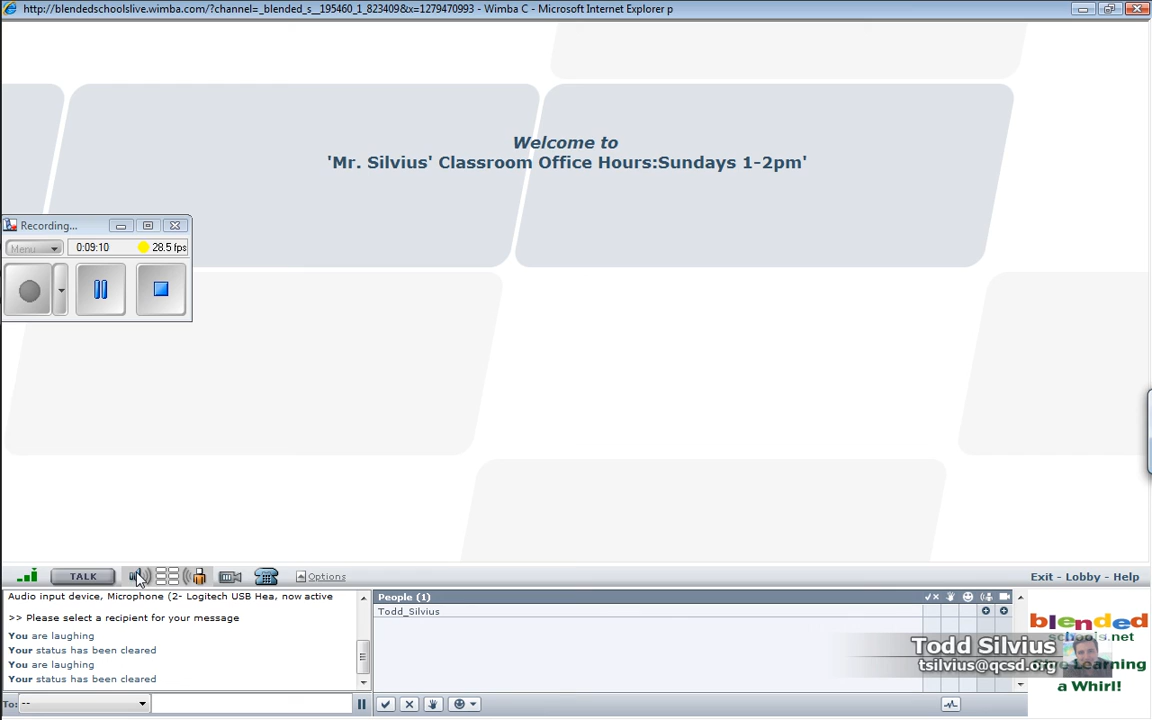 http://blendedschoolslive.wimba.com/?channel=_blended_s__195460_1_823409&x=1279470993 - Wimba C - Microsoft Internet Explorer p
Welcome to
'Mr. Silvius' Classroom Office Hours:Sundays 1-2pm'
Recording...
Menu
0:09:10
28.5 fps
TALK
Options
Exit - Lobby - Help
Audio input device, Microphone (2- Logitech USB Hea, now active
>> Please select a recipient for your message
You are laughing
Your status has been cleared
You are laughing
Your status has been cleared
To: --
People (1)
Todd_Silvius
Todd Silvius
tsilvius@qcsd.org
blended
schools.net
Give Learning
a Whirl!